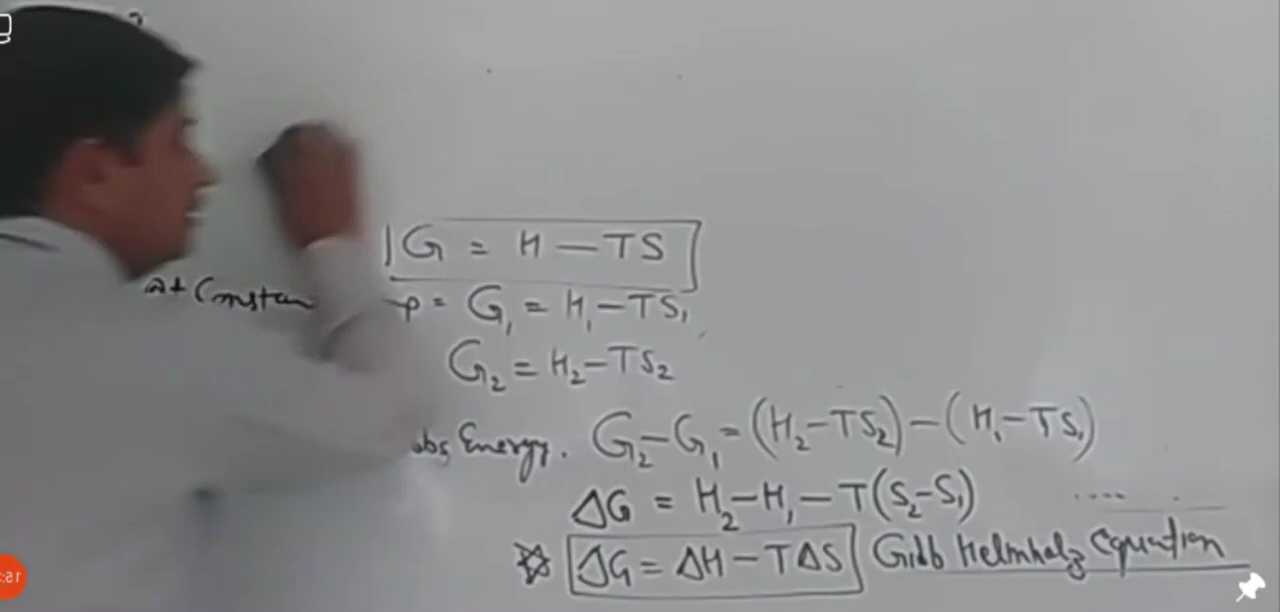 G = H — TS
at Constan P = G₁ = H₁ — TS₁
G₂ = H₂ — TS₂
Energy. G₂ — G₁ = (H₂ — TS₂) — (H₁ — TS₁)
ΔG = H₂ — H₁ — T(S₂ — S₁)
ΔG = ΔH — TΔS Gibb Helmholz equation